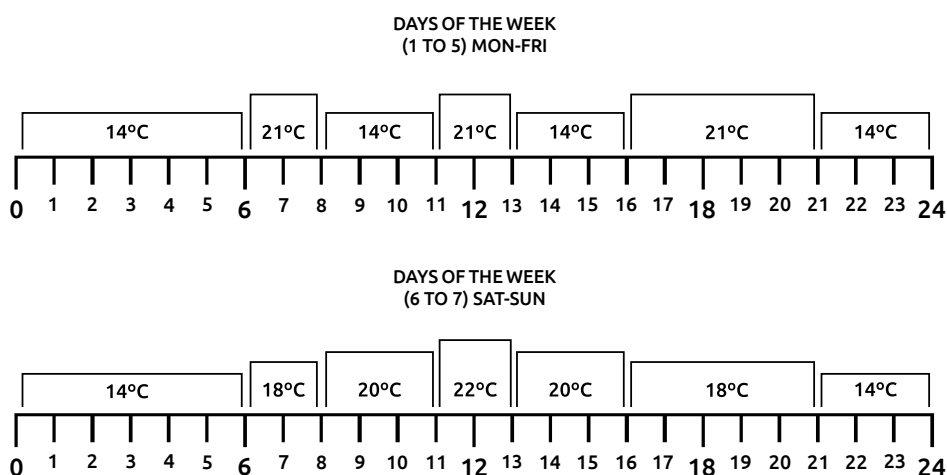 DAYS OF THE WEEK
(1 TO 5) MON-FRI
14ºC 21ºC 14ºC 21ºC 14ºC 21ºC 14ºC
0 1 2 3 4 5 6 7 8 9 10 11 12 13 14 15 16 17 18 19 20 21 22 23 24
DAYS OF THE WEEK
(6 TO 7) SAT-SUN
14ºC 18ºC 20ºC 22ºC 20ºC 18ºC 14ºC
0 1 2 3 4 5 6 7 8 9 10 11 12 13 14 15 16 17 18 19 20 21 22 23 24